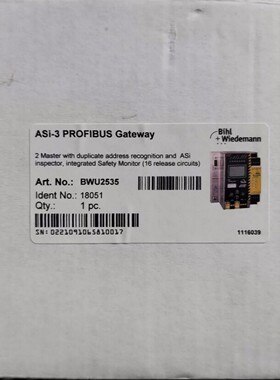 ASi-3 PROFIBUS Gateway
Bihl
+Wiedemann
2 Master with duplicate address recognition and ASi
inspector, integrated Safety Monitor (16 release circuits)
Art. No.: BWU2535
Ident No.: 18051
Qty.: 1 pc.
SN: 0221091065810017
1116039